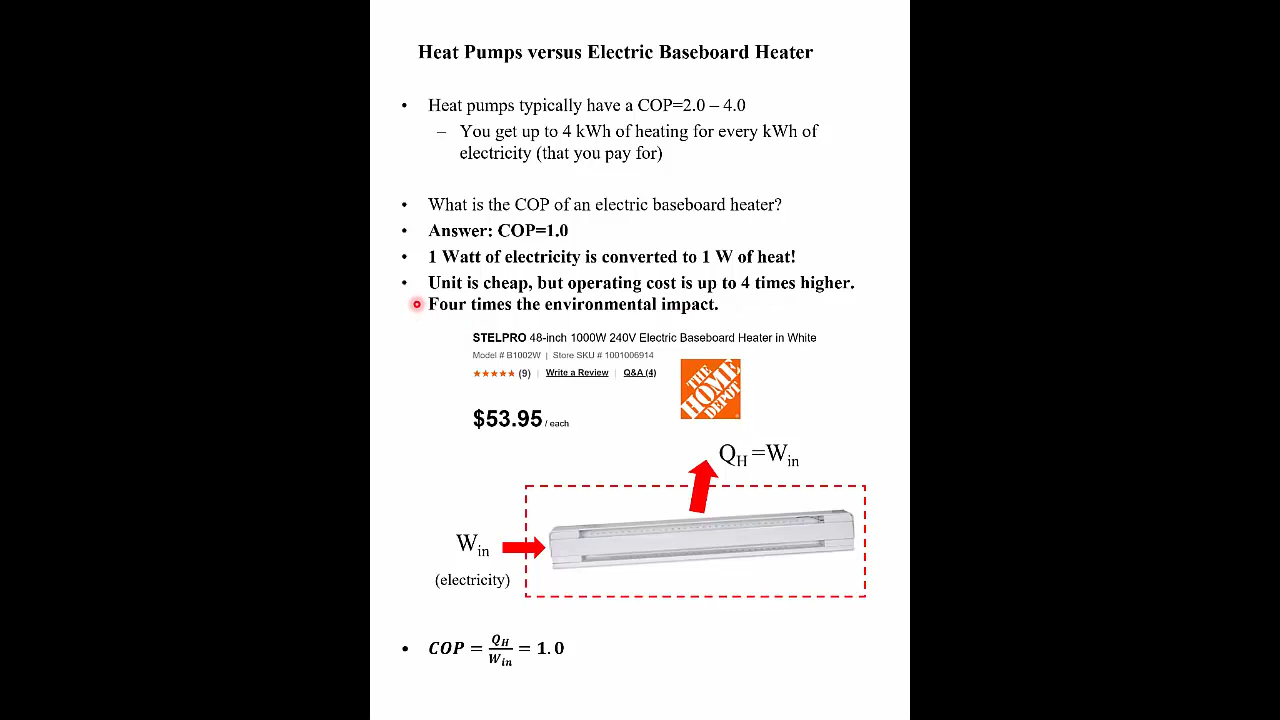 Heat Pumps versus Electric Baseboard Heater
• Heat pumps typically have a COP=2.0 – 4.0
– You get up to 4 kWh of heating for every kWh of
electricity (that you pay for)
• What is the COP of an electric baseboard heater?
• Answer: COP=1.0
• 1 Watt of electricity is converted to 1 W of heat!
• Unit is cheap, but operating cost is up to 4 times higher.
Four times the environmental impact.
STELPRO 48-inch 1000W 240V Electric Baseboard Heater in White
Model # B1002W | Store SKU # 1001006914
★★★★★ (9) | Write a Review | Q&A (4)
THE
HOME
DEPOT
$53.95 / each
Q_H =W_in
W_in
(electricity)
• COP = Q_H/W_in = 1.0